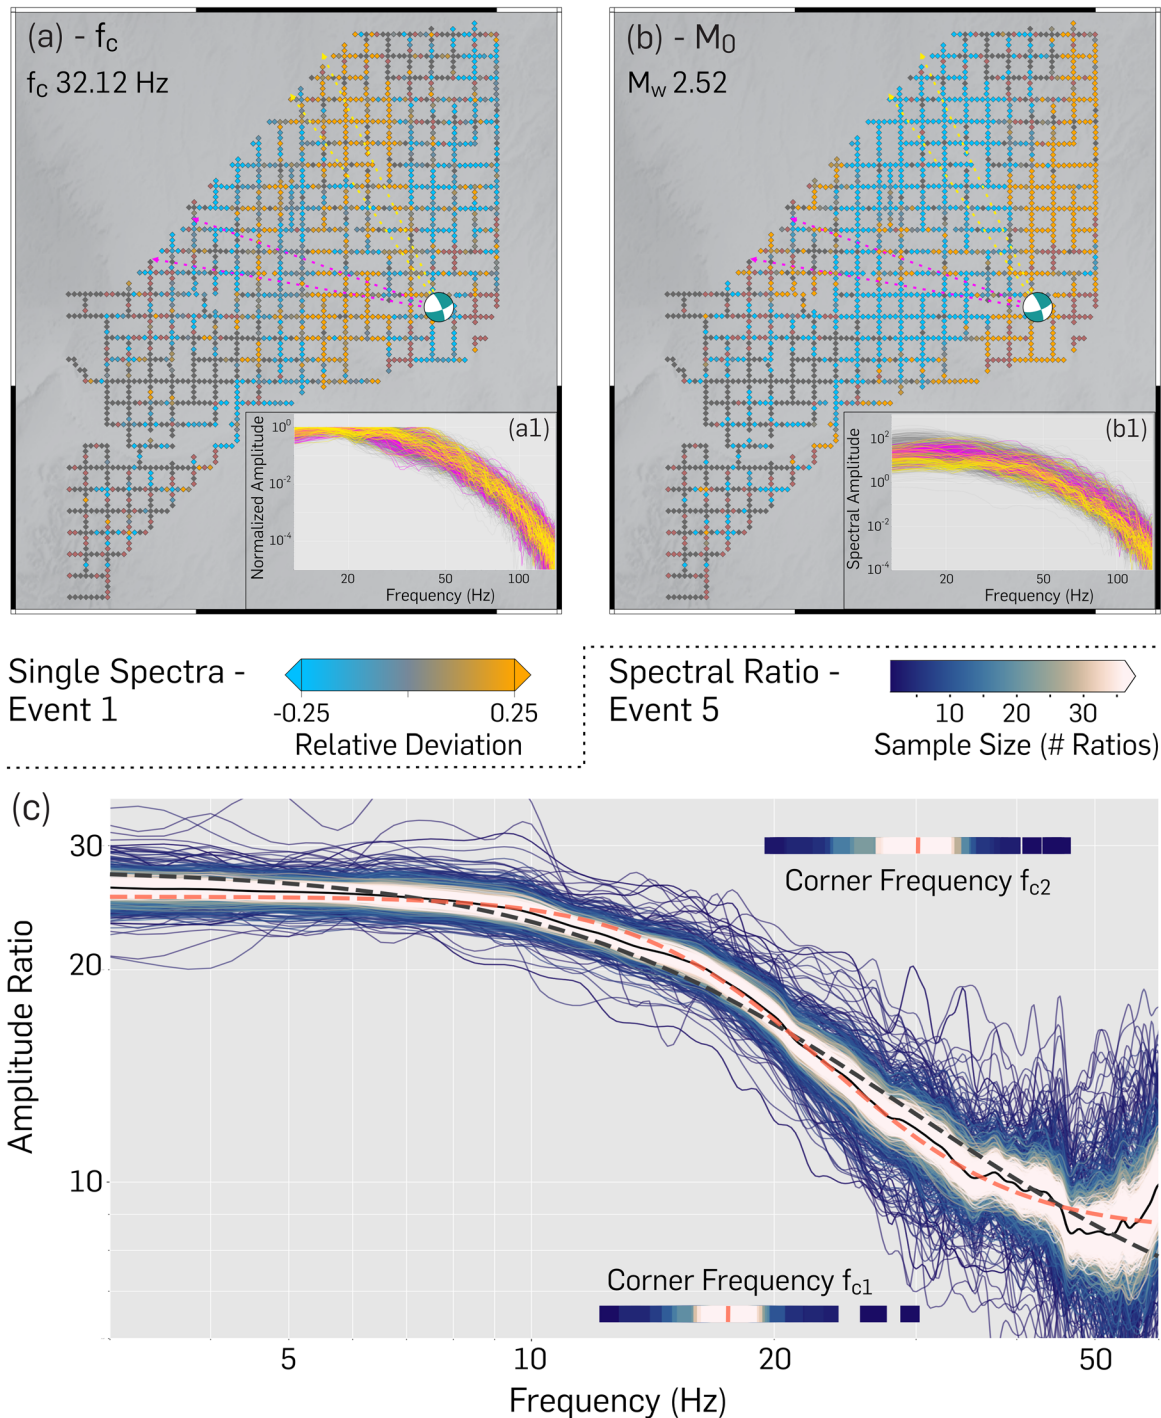 (a) - fc
fc 32.12 Hz
(b) - M0
Mw 2.52
(a1)
Normalized Amplitude
10^0
10^-2
10^-4
20
50
100
Frequency (Hz)
(b1)
Spectral Amplitude
10^2
10^0
10^-2
10^-4
20
50
100
Frequency (Hz)
Single Spectra -
Event 1
-0.25
0.25
Relative Deviation
Spectral Ratio -
Event 5
10
20
30
Sample Size (# Ratios)
(c)
Amplitude Ratio
30
20
10
Corner Frequency fc2
Corner Frequency fc1
5
10
20
50
Frequency (Hz)